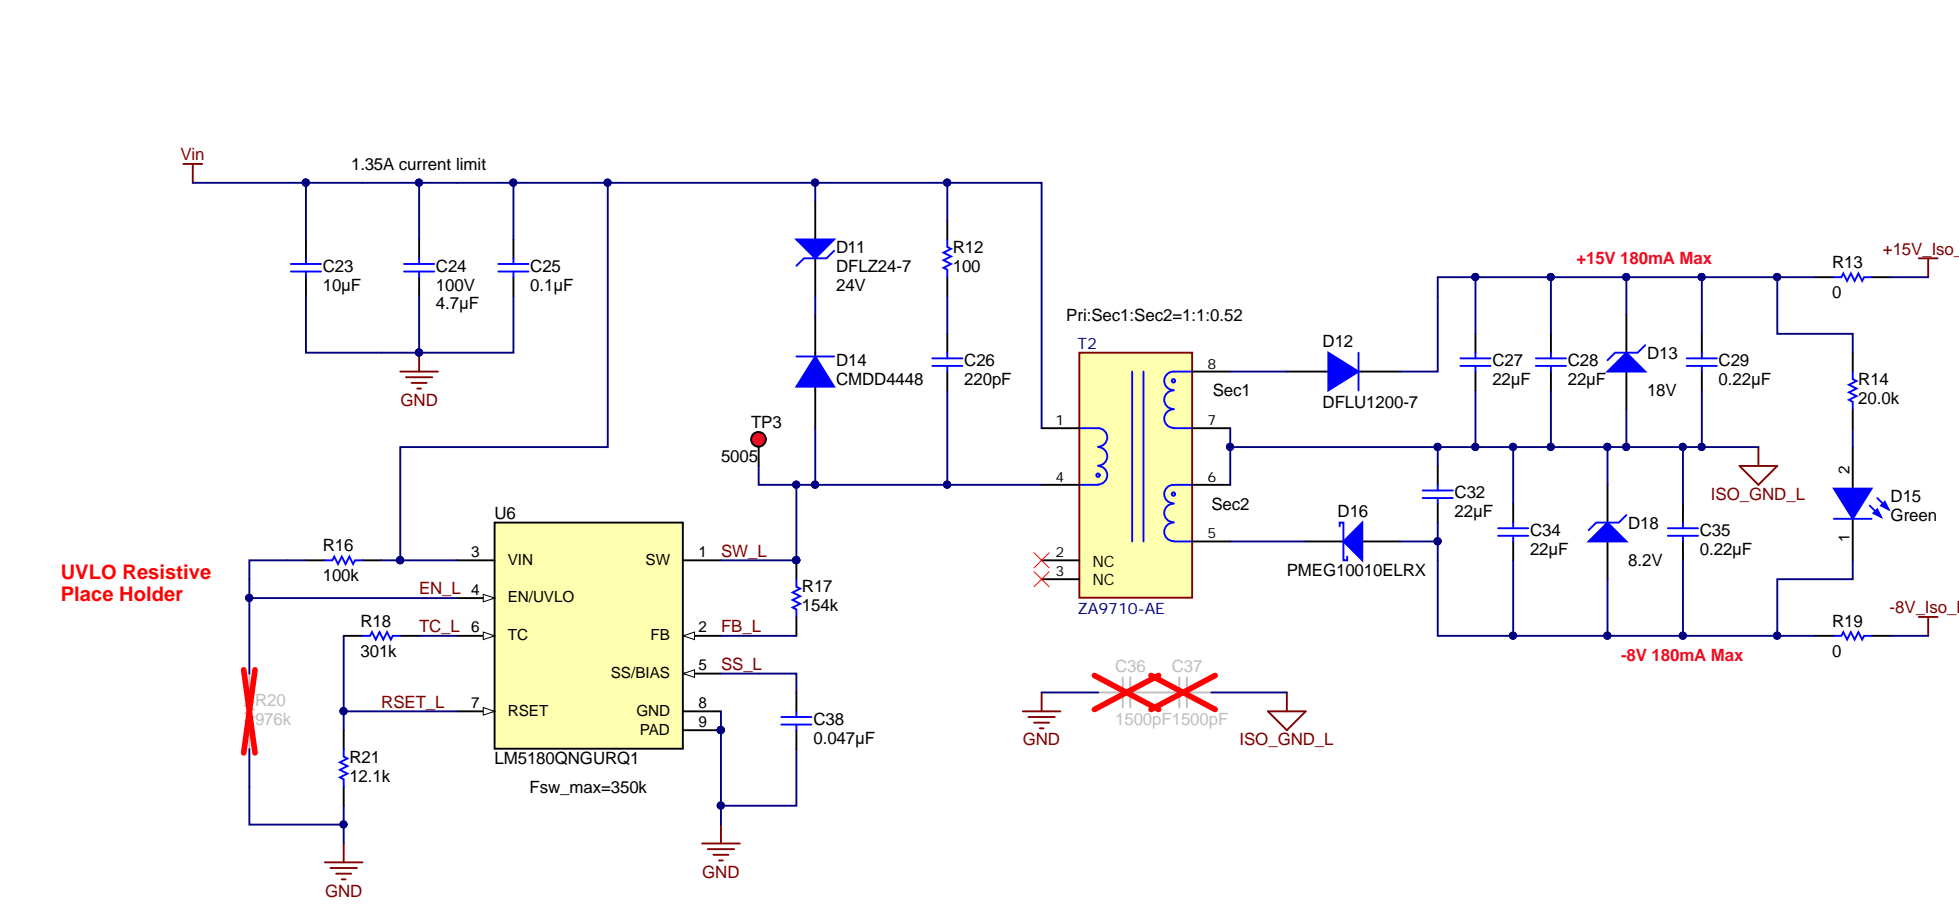 Vin
1.35A current limit
C23
10µF
C24
100V
4.7µF
C25
0.1µF
GND
D11
DFLZ24-7
24V
R12
100
D14
CMDD4448
C26
220pF
TP3
5005
Pri:Sec1:Sec2=1:1:0.52
T2
1
4
2
NC
3
NC
8
Sec1
7
6
Sec2
5
ZA9710-AE
D12
DFLU1200-7
D16
PMEG10010ELRX
+15V 180mA Max
C27
22µF
C28
22µF
D13
18V
C29
0.22µF
R13
0
+15V_Iso_
R14
20.0k
ISO_GND_L
C32
22µF
C34
22µF
D18
8.2V
C35
0.22µF
2
D15
Green
1
-8V_Iso_
R19
0
-8V 180mA Max
UVLO Resistive
Place Holder
R16
100k
EN_L
TC_L
R18
301k
RSET_L
R20
976k
R21
12.1k
GND
U6
3
VIN
4
EN/UVLO
6
TC
7
RSET
SW
1
SW_L
FB
2
FB_L
SS/BIAS
5
SS_L
GND
8
PAD
9
LM5180QNGURQ1
Fsw_max=350k
R17
154k
C38
0.047µF
GND
C36
C37
1500pF
1500pF
GND
ISO_GND_L